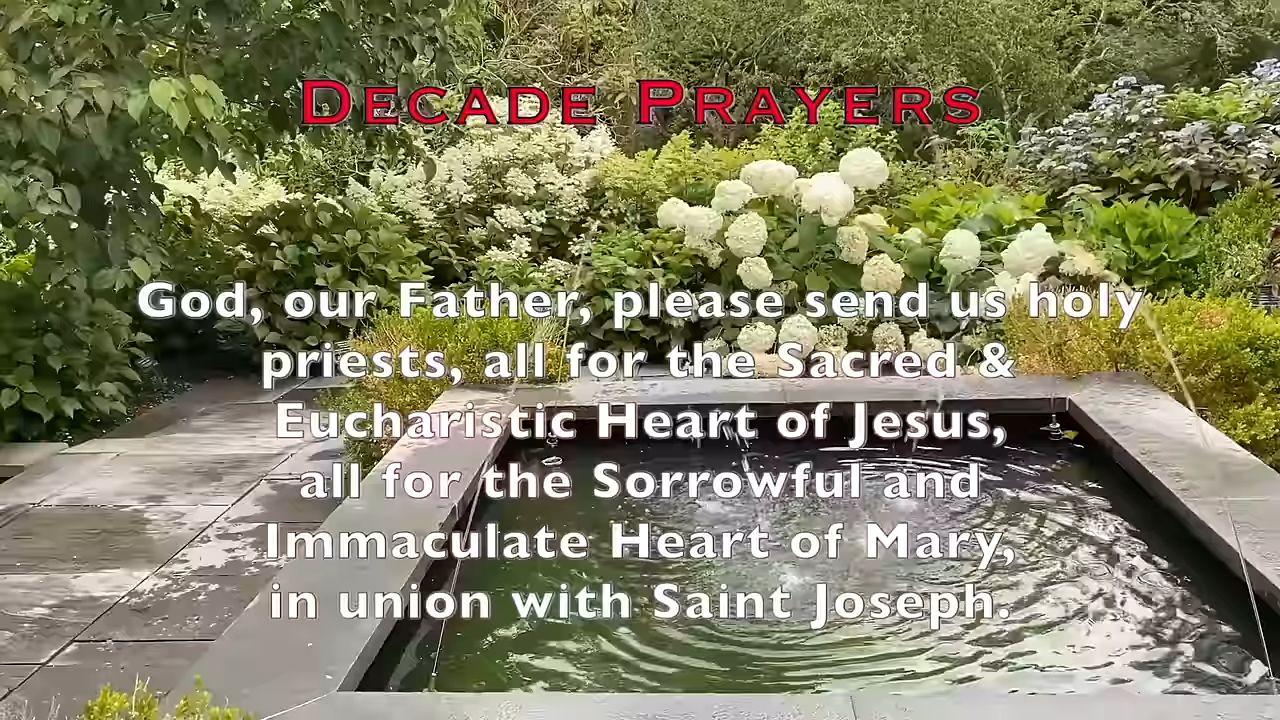 DECADE PRAYERS
God, our Father, please send us holy
priests, all for the Sacred &
Eucharistic Heart of Jesus,
all for the Sorrowful and
Immaculate Heart of Mary,
in union with Saint Joseph.